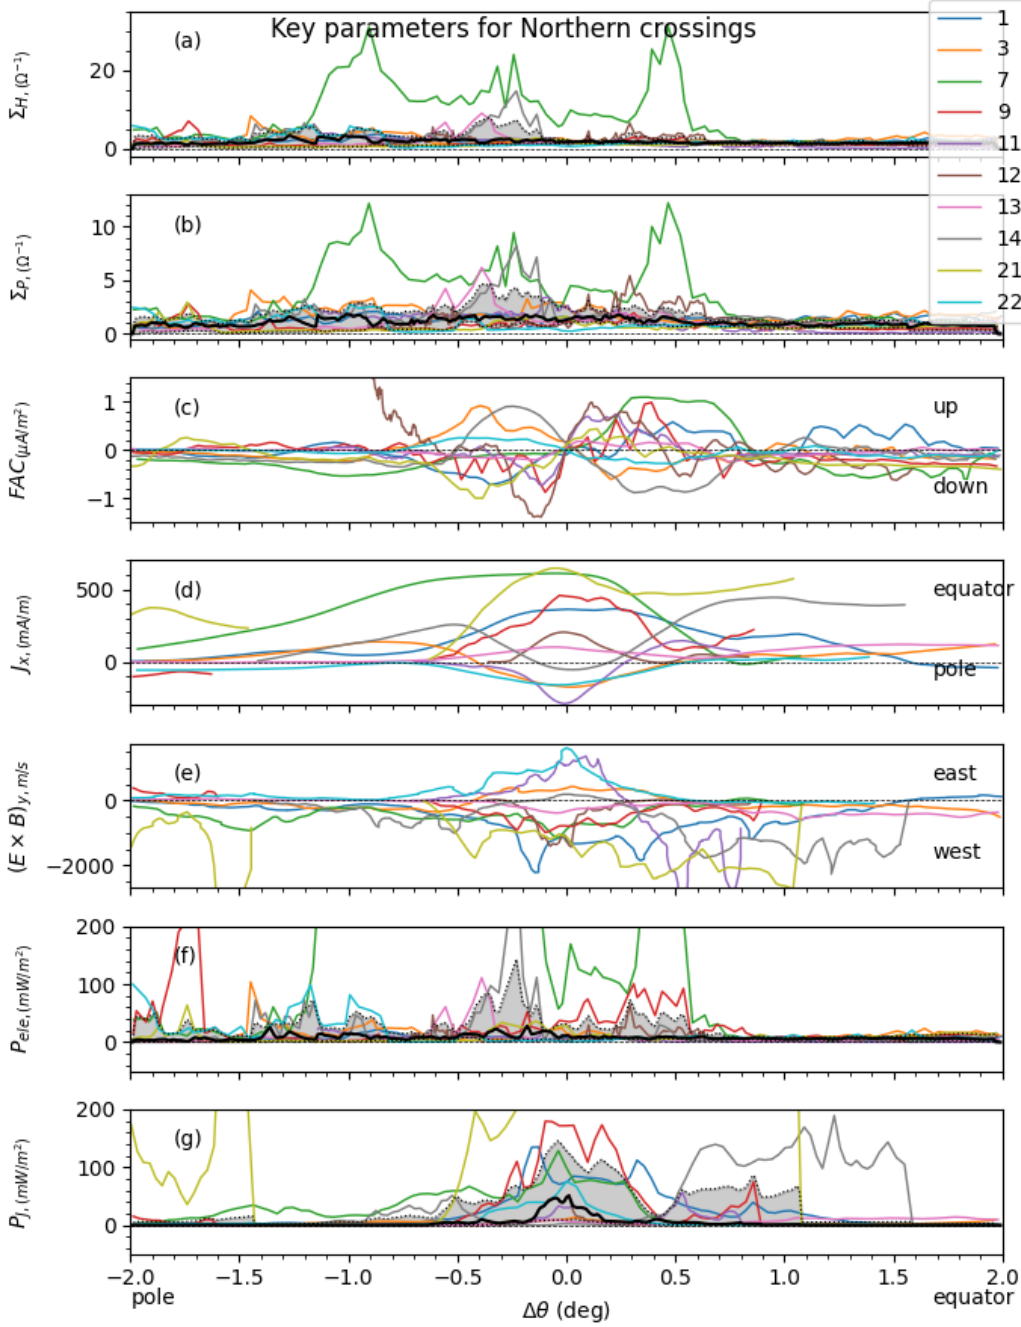 Key parameters for Northern crossings
1
3
7
9
11
12
13
14
21
22
(a)
Σ_H, (Ω⁻¹)
20
0
(b)
Σ_P, (Ω⁻¹)
10
5
0
(c)
FAC (μA/m²)
1
0
−1
up
down
(d)
J_x, (mA/m)
500
0
equator
pole
(e)
(E × B)_y, m/s
0
−2000
east
west
(f)
P_ele, (mW/m²)
200
100
0
(g)
P_J, (mW/m²)
200
100
0
−2.0 −1.5 −1.0 −0.5 0.0 0.5 1.0 1.5 2.0
pole Δθ (deg) equator